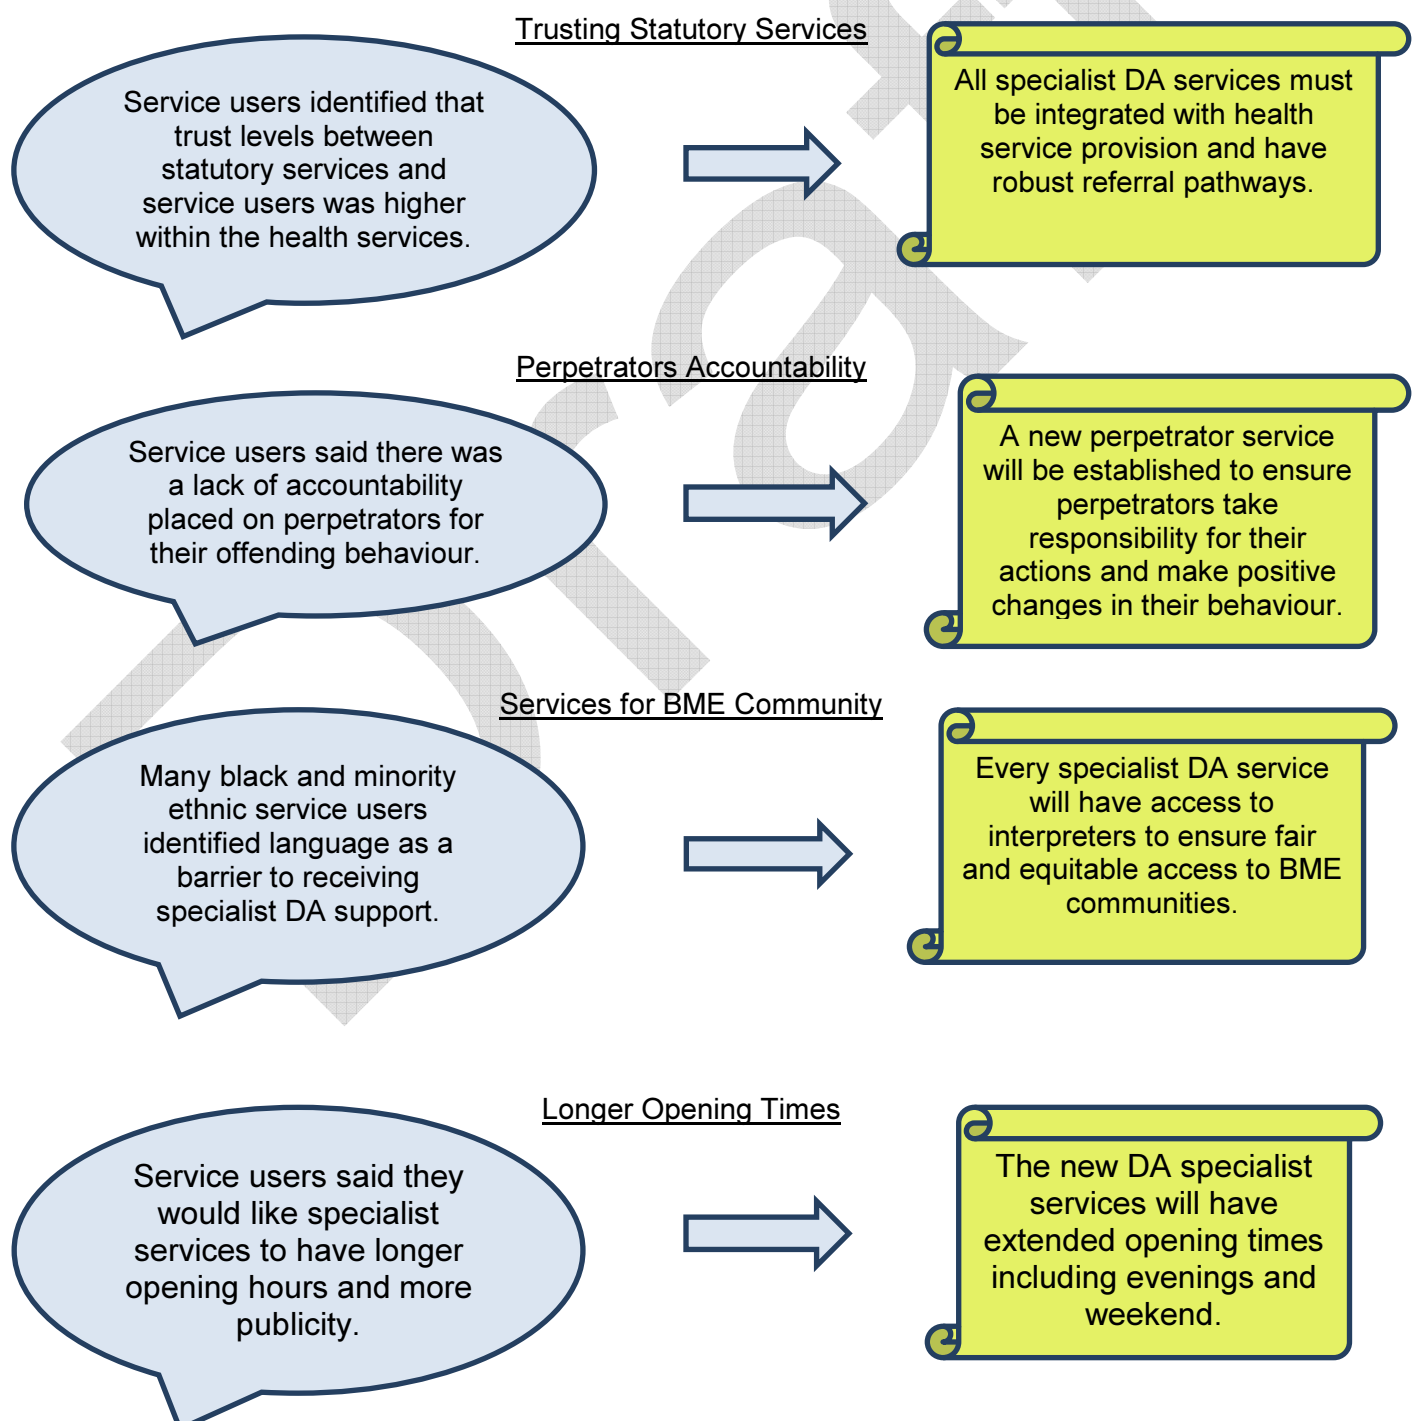 Trusting Statutory Services
Service users identified that
trust levels between
statutory services and
service users was higher
within the health services.
All specialist DA services must
be integrated with health
service provision and have
robust referral pathways.
Perpetrators Accountability
Service users said there was
a lack of accountability
placed on perpetrators for
their offending behaviour.
A new perpetrator service
will be established to ensure
perpetrators take
responsibility for their
actions and make positive
changes in their behaviour.
Services for BME Community
Many black and minority
ethnic service users
identified language as a
barrier to receiving
specialist DA support.
Every specialist DA service
will have access to
interpreters to ensure fair
and equitable access to BME
communities.
Longer Opening Times
Service users said they
would like specialist
services to have longer
opening hours and more
publicity.
The new DA specialist
services will have
extended opening times
including evenings and
weekend.
Draft